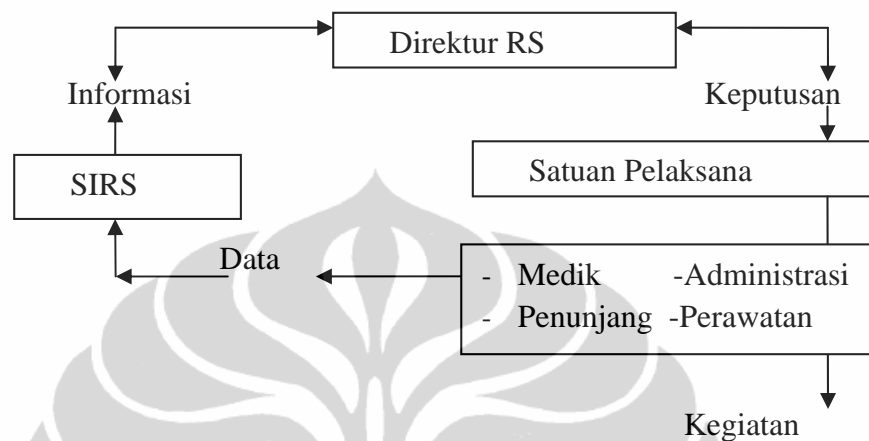 Direktur RS
Informasi
Keputusan
SIRS
Satuan Pelaksana
Data
- Medik -Administrasi
- Penunjang -Perawatan
Kegiatan